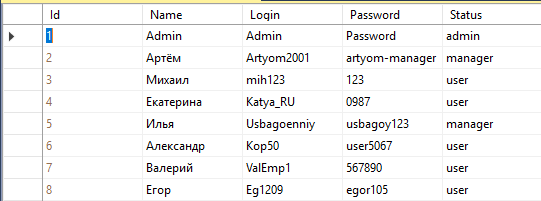 Id Name Login Password Status
1 Admin Admin Password admin
2 Артём Artyom2001 artyom-manager manager
3 Михаил mih123 123 user
4 Екатерина Katya_RU 0987 user
5 Илья Usbagoenniy usbagoy123 manager
6 Александр Kop50 user5067 user
7 Валерий ValEmp1 567890 user
8 Егор Eg1209 egor105 user